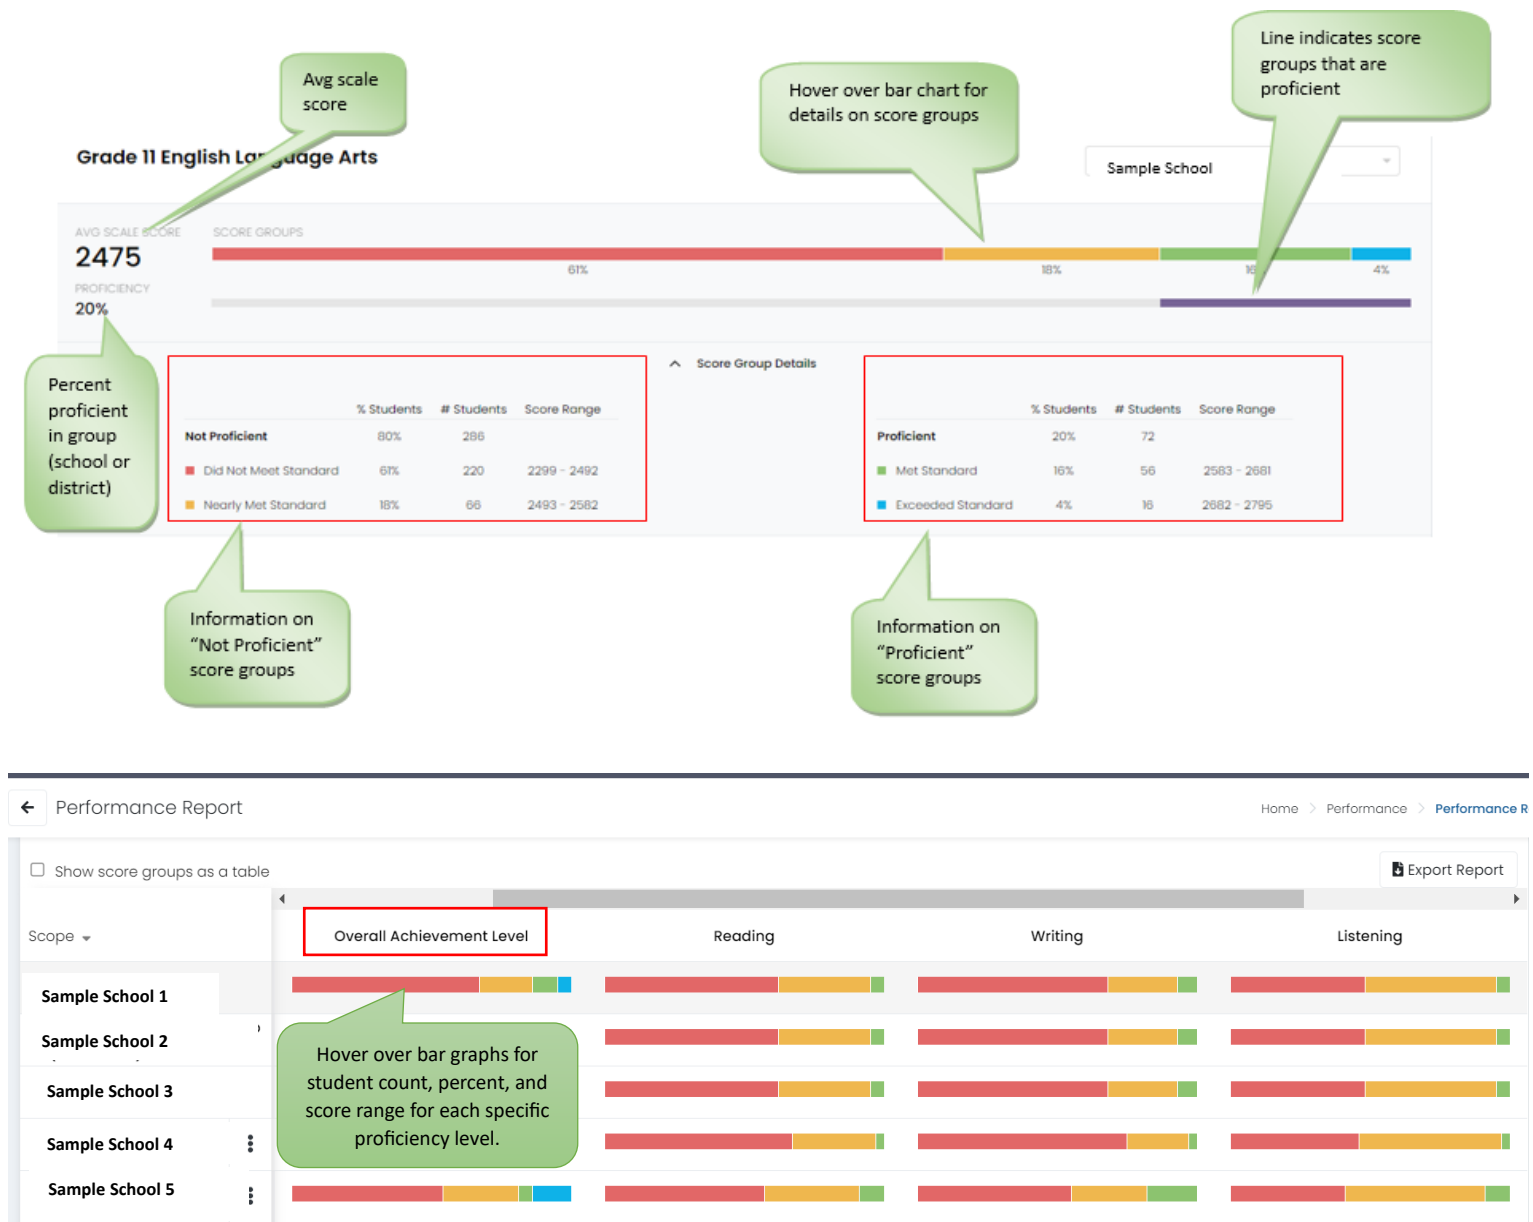 Avg scale
score
Hover over bar chart for
details on score groups
Line indicates score
groups that are
proficient
Grade 11 English Language Arts
Sample School
AVG SCALE SCORE
SCORE GROUPS
2475
61%
18%
16%
4%
PROFICIENCY
20%
Percent
proficient
in group
(school or
district)
Score Group Details
% Students # Students Score Range
Not Proficient 80% 286
Did Not Meet Standard 61% 220 2299 - 2492
Nearly Met Standard 18% 66 2493 - 2582
% Students # Students Score Range
Proficient 20% 72
Met Standard 16% 56 2583 - 2681
Exceeded Standard 4% 16 2682 - 2795
Information on
“Not Proficient”
score groups
Information on
“Proficient”
score groups
Performance Report
Home > Performance > Performance R
Show score groups as a table
Export Report
Scope
Overall Achievement Level
Reading
Writing
Listening
Sample School 1
Sample School 2
Sample School 3
Sample School 4
Sample School 5
Hover over bar graphs for
student count, percent, and
score range for each specific
proficiency level.